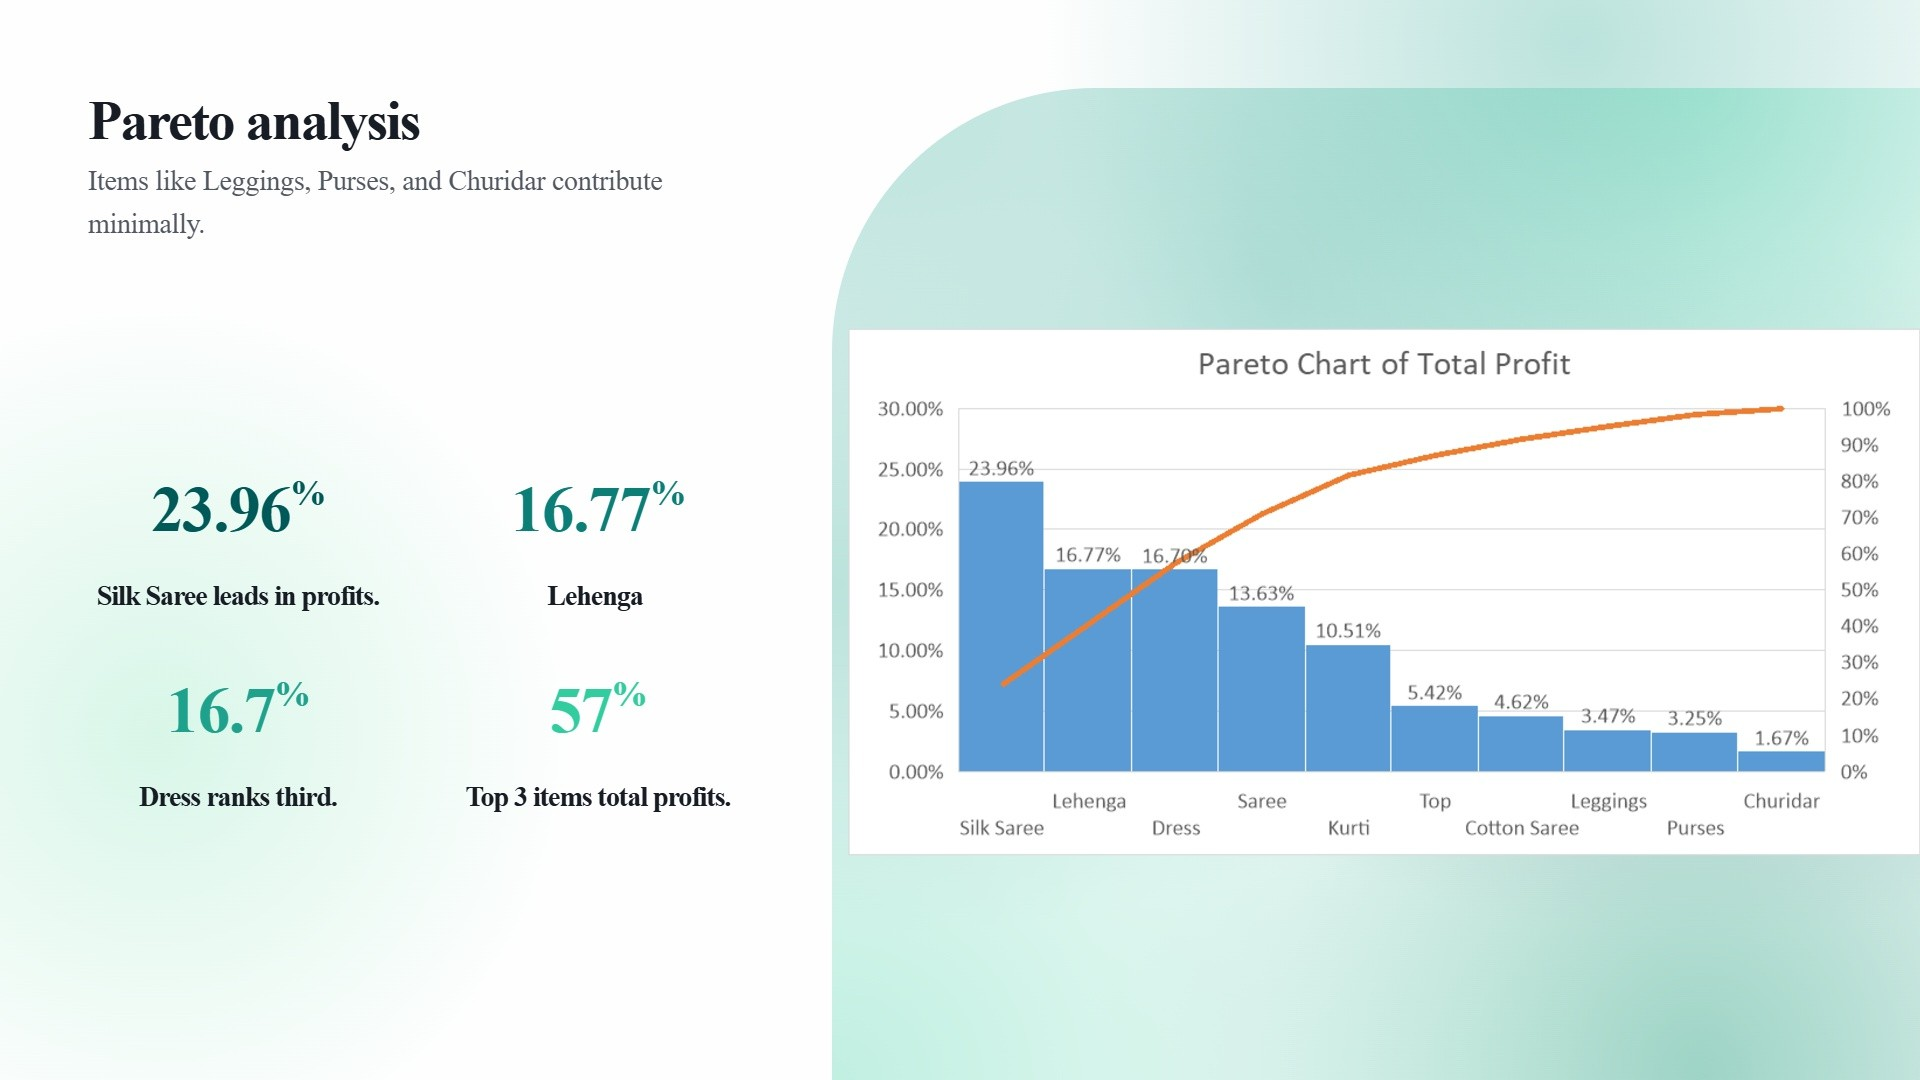 Pareto analysis
Items like Leggings, Purses, and Churidar contribute
minimally.
23.96%
Silk Saree leads in profits.
16.77%
Lehenga
16.7%
Dress ranks third.
57%
Top 3 items total profits.
Pareto Chart of Total Profit
30.00%
25.00%
20.00%
15.00%
10.00%
5.00%
0.00%
23.96%
16.77%
16.70%
13.63%
10.51%
5.42%
4.62%
3.47%
3.25%
1.67%
100%
90%
80%
70%
60%
50%
40%
30%
20%
10%
0%
Silk Saree
Lehenga
Dress
Saree
Kurti
Top
Cotton Saree
Leggings
Purses
Churidar